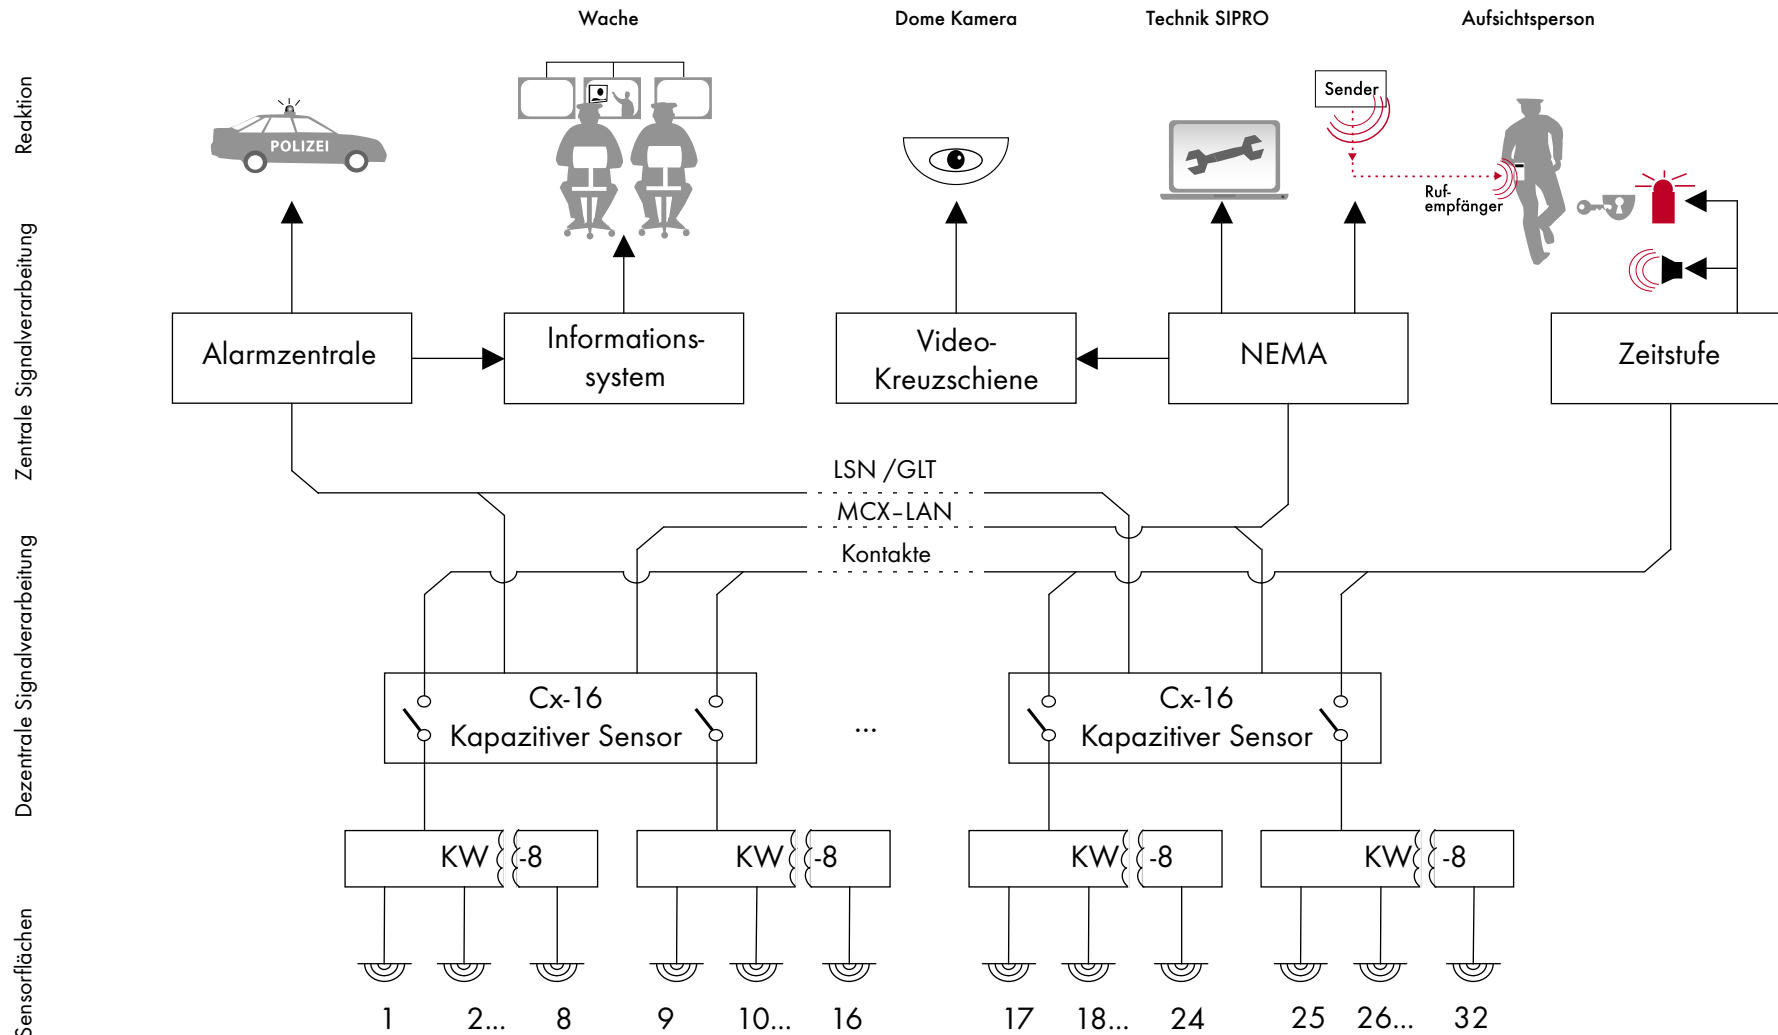 Wache
Dome Kamera
Technik SIPRO
Aufsichtsperson
Reaktion
POLIZEI
Sender
Ruf-
empfänger
Zentrale Signalverarbeitung
Alarmzentrale
Informations-
system
Video-
Kreuzschiene
NEMA
Zeitstufe
LSN /GLT
MCX–LAN
Kontakte
Dezentrale Signalverarbeitung
Cx-16
Kapazitiver Sensor
...
Cx-16
Kapazitiver Sensor
KW -8
KW -8
KW -8
KW -8
Sensorflächen
1 2... 8 9 10... 16 17 18... 24 25 26... 32